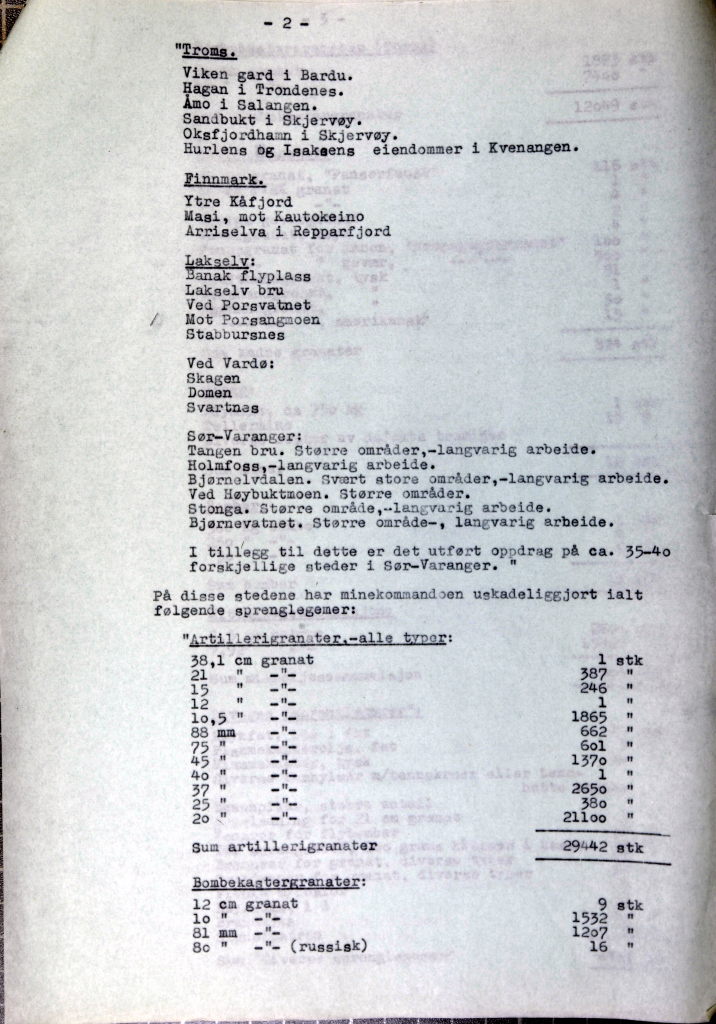 - 2 -
"Troms.
Viken gard i Bardu.
Hagan i Trondenes.
Åmo i Salangen.
Sandbukt i Skjervøy.
Oksfjordhamn i Skjervøy.
Hurlens og Isaksens eiendommer i Kvenangen.
Finnmark.
Ytre Kåfjord
Masi, mot Kautokeino
Arriselva i Repparfjord
Lakselv:
Banak flyplass
Lakselv bru
Ved Porsvatnet
/ Mot Porsangmoen
Stabbursnes
Ved Vardø:
Skagen
Domen
Svartnes
Sør-Varanger:
Tangen bru. Større områder,-langvarig arbeide.
Holmfoss,-langvarig arbeide.
Bjørnelvdalen. Svært store områder,-langvarig arbeide.
Ved Høybuktmoen. Større områder.
Stonga. Større område,-langvarig arbeide.
Bjørnevatnet. Større område-, langvarig arbeide.
I tillegg til dette er det utført oppdrag på ca. 35-4o
forskjellige steder i Sør-Varanger. "
På disse stedene har minekommandoen uskadeliggjort ialt
følgende sprenglegemer:
"Artillerigranater,-alle typer:
38,1 cm granat 1 stk
21 " -"- 387 "
15 " -"- 246 "
12 " -"- 1 "
lo,5 " -"- 1865 "
88 mm -"- 662 "
75 " -"- 6o1 "
45 " -"- 137o "
4o " -"- 1 "
37 " -"- 265o "
25 " -"- 38o "
2o " -"- 211oo "
Sum artillerigranater 29442 stk
Bombekastergranater:
12 cm granat 9 stk
lo " -"- 1532 "
81 mm -"- 12o7 "
8o " -"- (russisk) 16 "